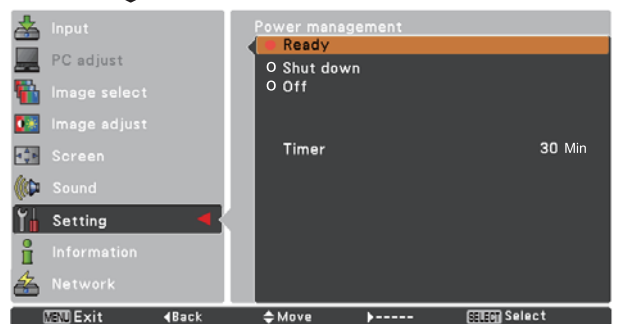 Input
PC adjust
Image select
Image adjust
Screen
Sound
Setting
Information
Network
Power management
Ready
Shut down
Off
Timer 30 Min
MENU Exit Back Move ----- SELECT Select